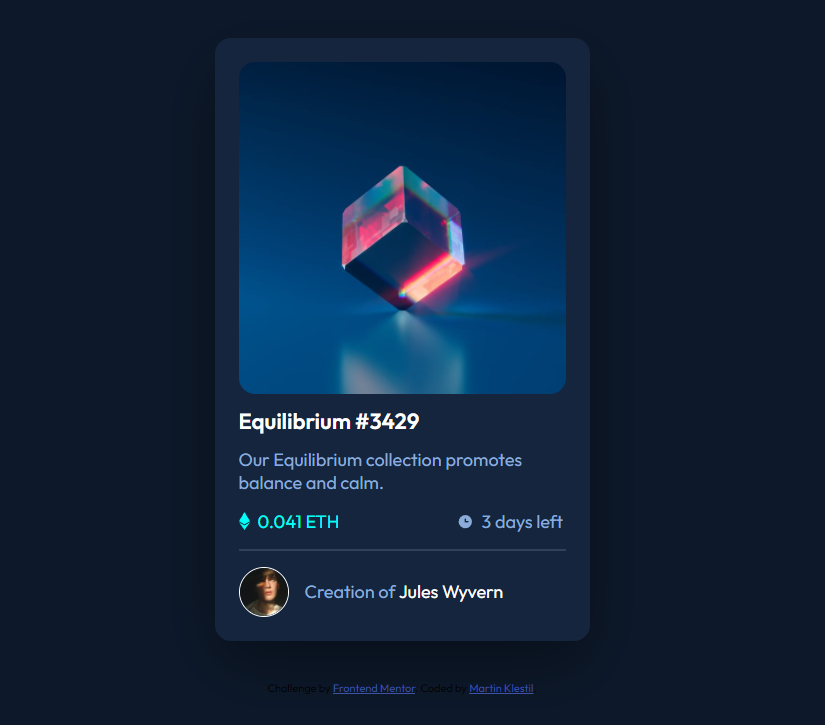 Equilibrium #3429
Our Equilibrium collection promotes
balance and calm.
0.041 ETH
3 days left
Creation of Jules Wyvern
Challenge by Frontend Mentor. Coded by Martin Klestil.